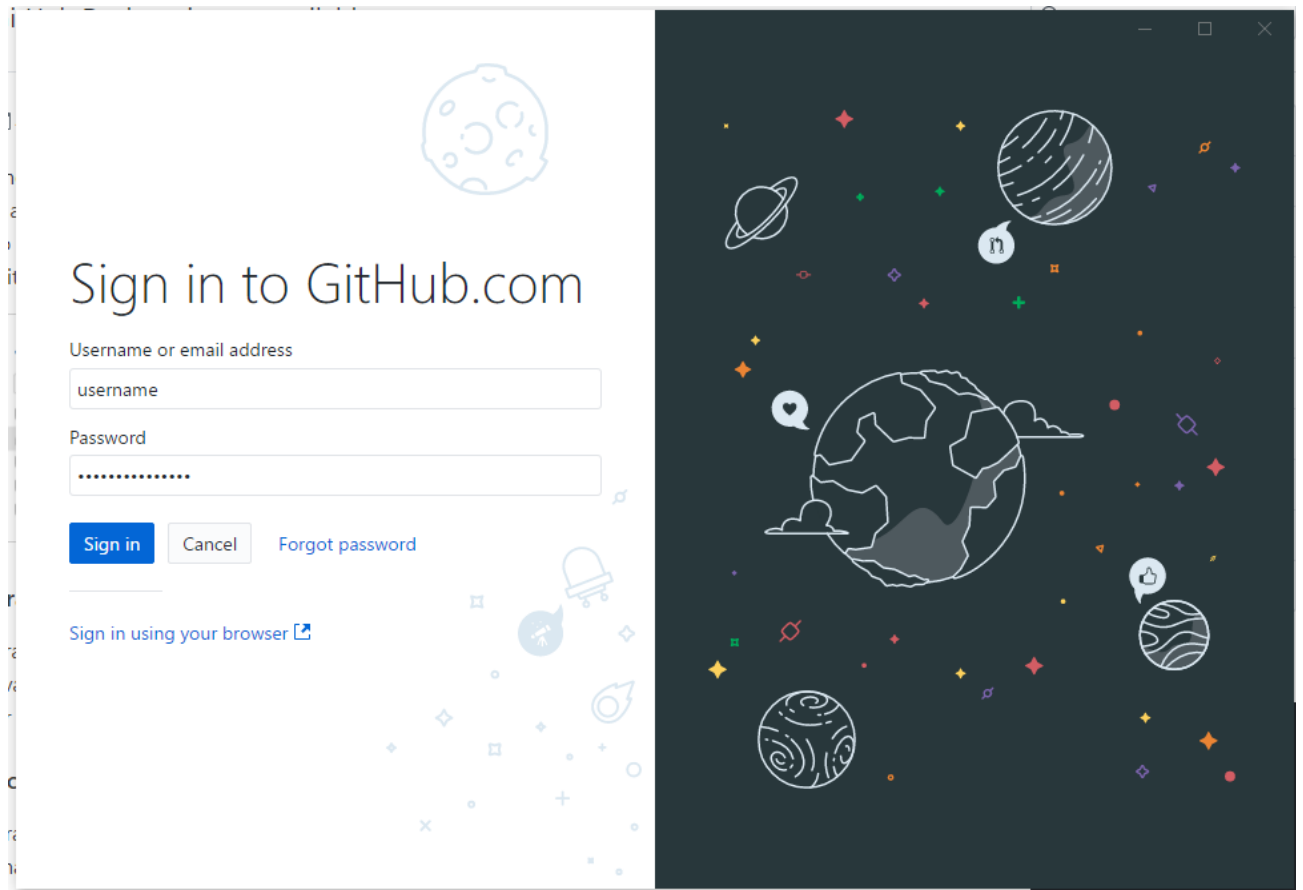 Sign in to GitHub.com
Username or email address
username
Password
•••••••••••••••
Sign in
Cancel
Forgot password
Sign in using your browser